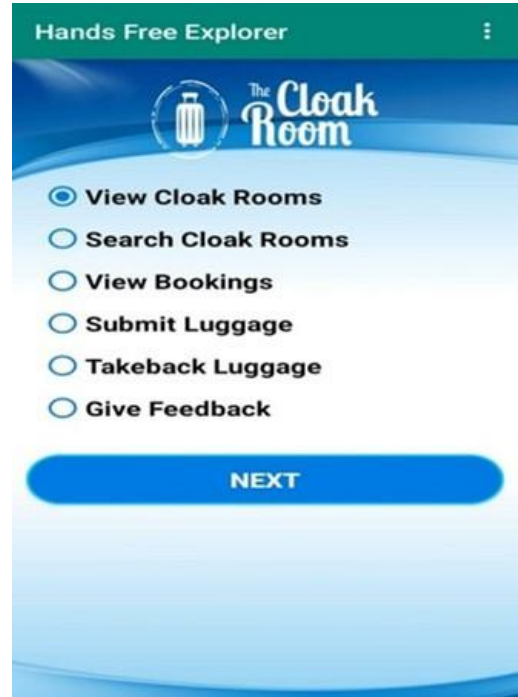 Hands Free Explorer
The Cloak
Room
View Cloak Rooms
Search Cloak Rooms
View Bookings
Submit Luggage
Takeback Luggage
Give Feedback
NEXT